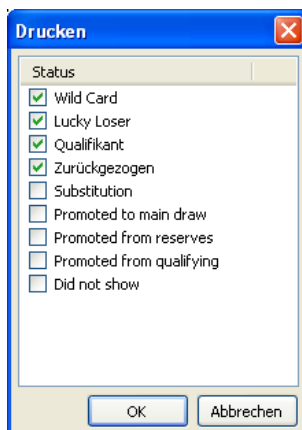 Drucken
Status
Wild Card
Lucky Loser
Qualifikant
Zurückgezogen
Substitution
Promoted to main draw
Promoted from reserves
Promoted from qualifying
Did not show
OK
Abbrechen